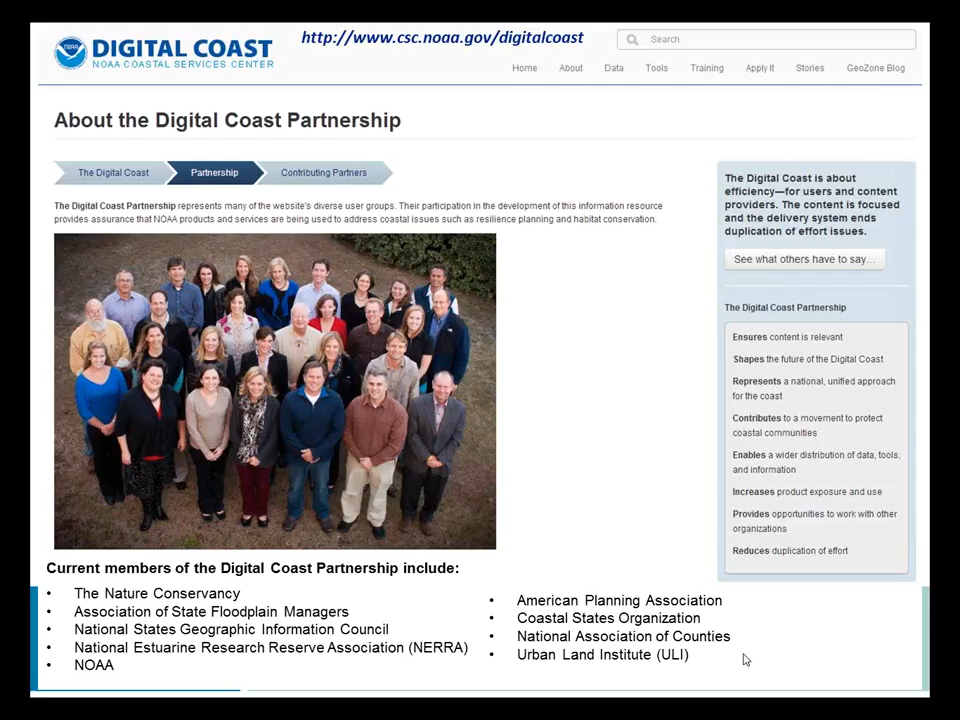 http://www.csc.noaa.gov/digitalcoast
NOAA
DIGITAL COAST
NOAA COASTAL SERVICES CENTER
Search
Home About Data Tools Training Apply It Stories GeoZone Blog
About the Digital Coast Partnership
The Digital Coast Partnership Contributing Partners
The Digital Coast Partnership represents many of the website's diverse user groups. Their participation in the development of this information resource
provides assurance that NOAA products and services are being used to address coastal issues such as resilience planning and habitat conservation.
The Digital Coast is about
efficiency—for users and content
providers. The content is focused
and the delivery system ends
duplication of effort issues.
See what others have to say...
The Digital Coast Partnership
Ensures content is relevant
Shapes the future of the Digital Coast
Represents a national, unified approach
for the coast
Contributes to a movement to protect
coastal communities
Enables a wider distribution of data, tools,
and information
Increases product exposure and use
Provides opportunities to work with other
organizations
Reduces duplication of effort
Current members of the Digital Coast Partnership include:
• The Nature Conservancy
• Association of State Floodplain Managers
• National States Geographic Information Council
• National Estuarine Research Reserve Association (NERRA)
• NOAA
• American Planning Association
• Coastal States Organization
• National Association of Counties
• Urban Land Institute (ULI)